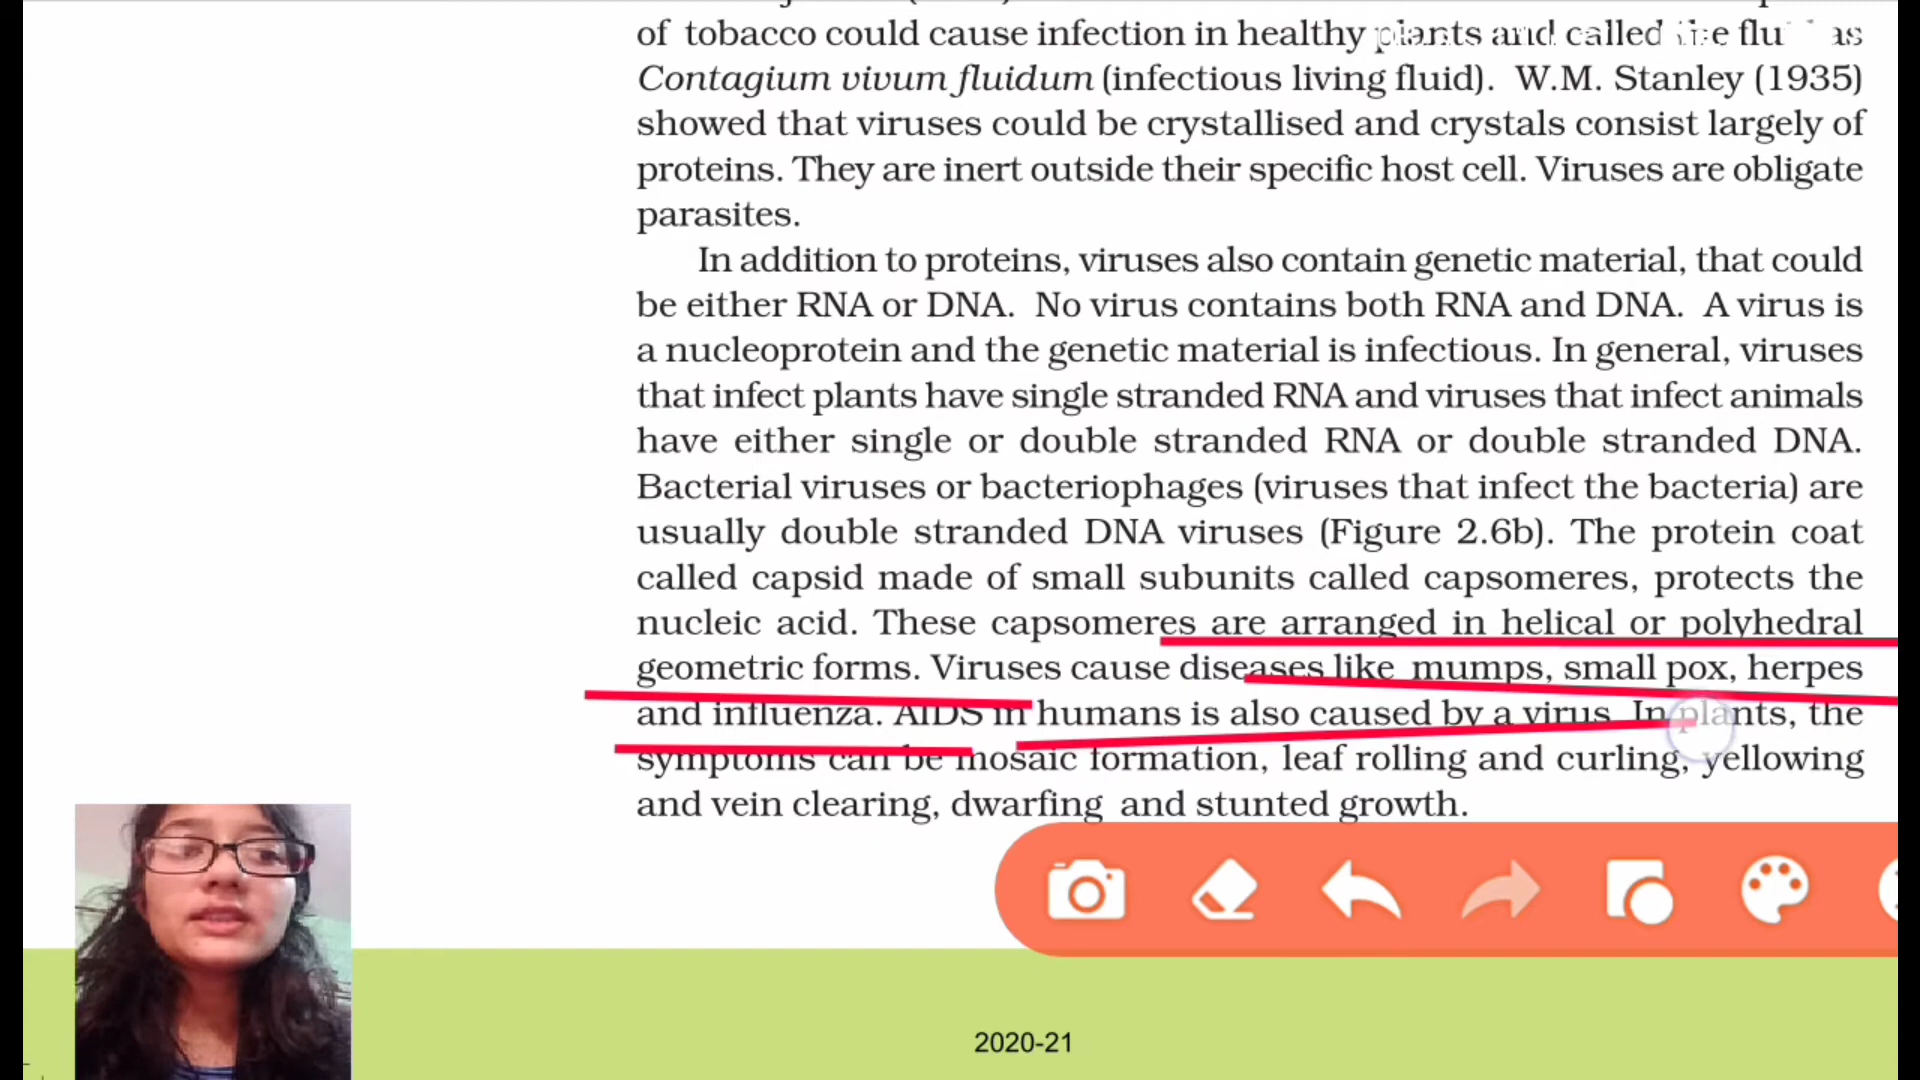 of tobacco could cause infection in healthy plants and called the as
Contagium vivum fluidum (infectious living fluid). W.M. Stanley (1935)
showed that viruses could be crystallised and crystals consist largely of
proteins. They are inert outside their specific host cell. Viruses are obligate
parasites.
In addition to proteins, viruses also contain genetic material, that could
be either RNA or DNA. No virus contains both RNA and DNA. A virus is
a nucleoprotein and the genetic material is infectious. In general, viruses
that infect plants have single stranded RNA and viruses that infect animals
have either single or double stranded RNA or double stranded DNA.
Bacterial viruses or bacteriophages (viruses that infect the bacteria) are
usually double stranded DNA viruses (Figure 2.6b). The protein coat
called capsid made of small subunits called capsomeres, protects the
nucleic acid. These capsomeres are arranged in helical or polyhedral
geometric forms. Viruses cause diseases like mumps, small pox, herpes
and influenza. AIDS in humans is also caused by a virus. In plants, the
symptoms can be mosaic formation, leaf rolling and curling, yellowing
and vein clearing, dwarfing and stunted growth.
2020-21